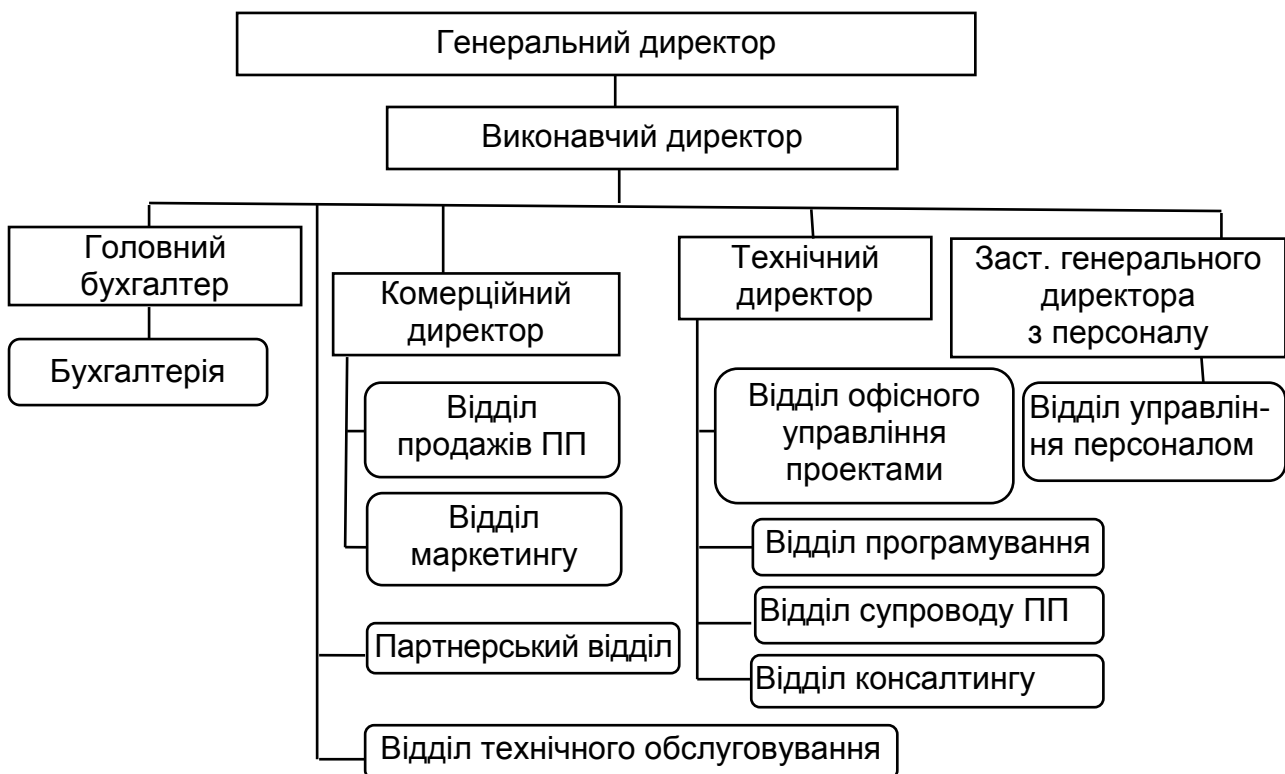 Генеральний директор
Виконавчий директор
Головний
бухгалтер
Бухгалтерія
Комерційний
директор
Відділ
продажів ПП
Відділ
маркетингу
Партнерський відділ
Відділ технічного обслуговування
Технічний
директор
Відділ офісного
управління
проектами
Відділ програмування
Відділ супроводу ПП
Відділ консалтингу
Заст. генерального
директора
з персоналу
Відділ управлін-
ня персоналом